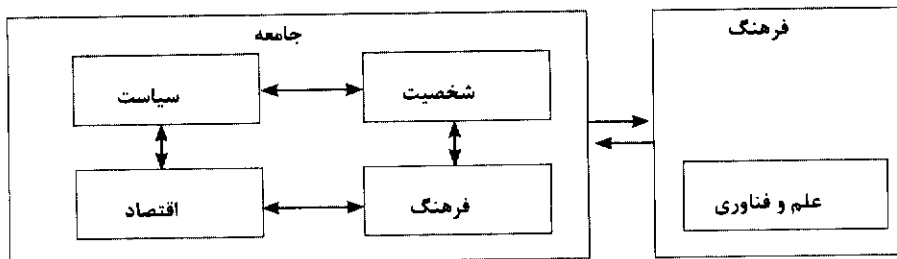 فرهنگ
جامعه
شخصیت
سیاست
فرهنگ
اقتصاد
علم و فناوری